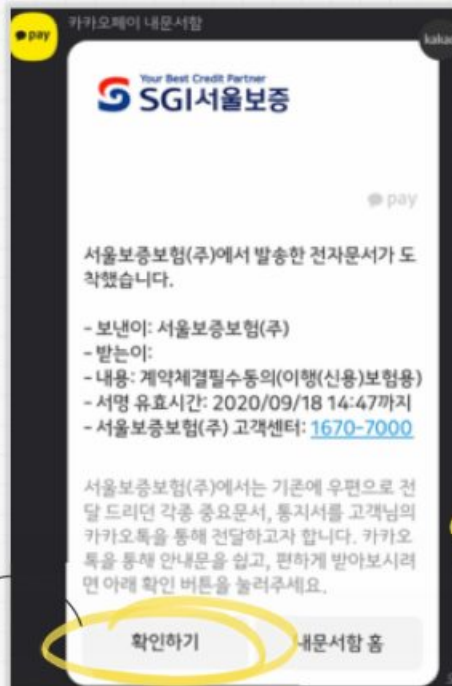 pay
카카오페이 내문서함
Your Best Credit Partner
SGI서울보증
pay
서울보증보험(주)에서 발송한 전자문서가 도
착했습니다.
- 보낸이: 서울보증보험(주)
- 받는이:
- 내용: 계약체결필수동의(이행(신용)보험용)
- 서명 유효시간: 2020/09/18 14:47까지
- 서울보증보험(주) 고객센터: 1670-7000
서울보증보험(주)에서는 기존에 우편으로 전
달 드리던 각종 중요문서, 통지서를 고객님의
카카오톡을 통해 전달하고자 합니다. 카카오
톡을 통해 안내문을 쉽고, 편하게 받아보시려
면 아래 확인 버튼을 눌러주세요.
확인하기
내문서함 홈